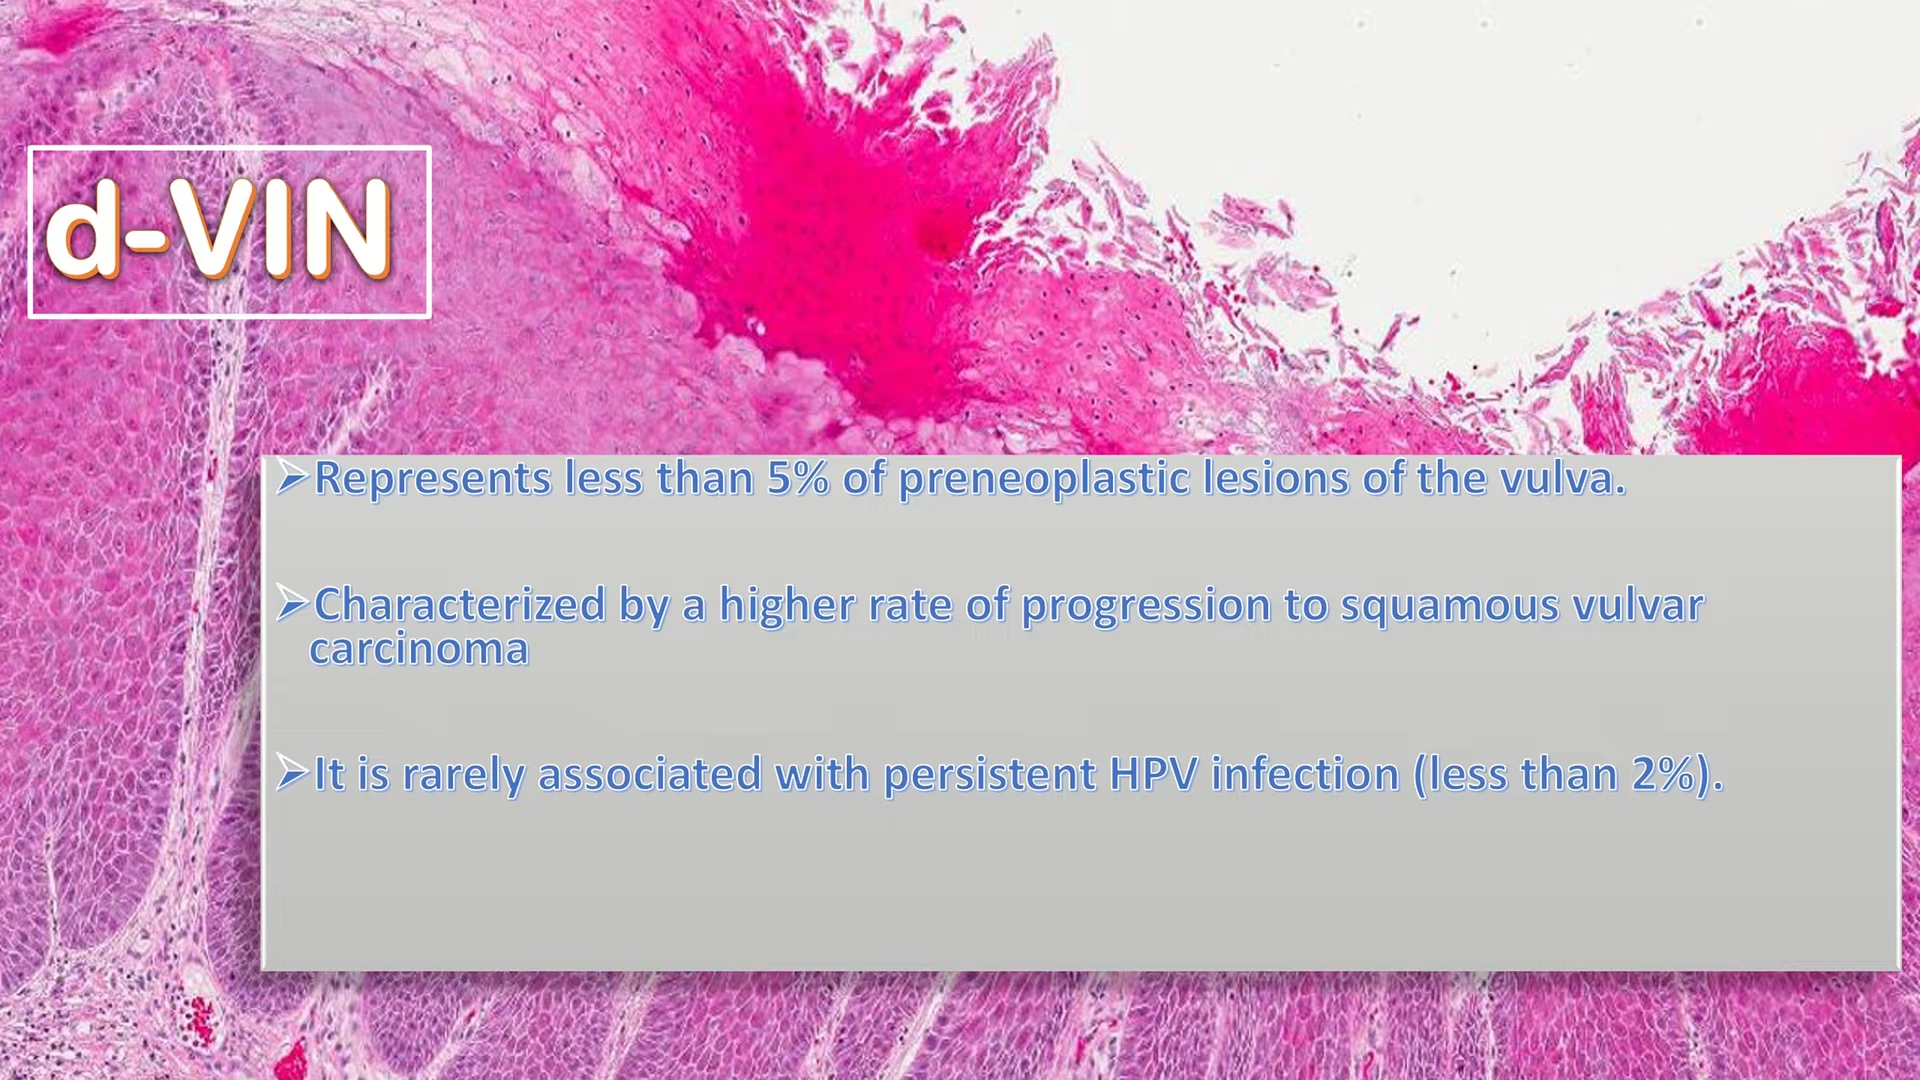 d-VIN
➢Represents less than 5% of preneoplastic lesions of the vulva.
➢Characterized by a higher rate of progression to squamous vulvar
carcinoma
➢It is rarely associated with persistent HPV infection (less than 2%).